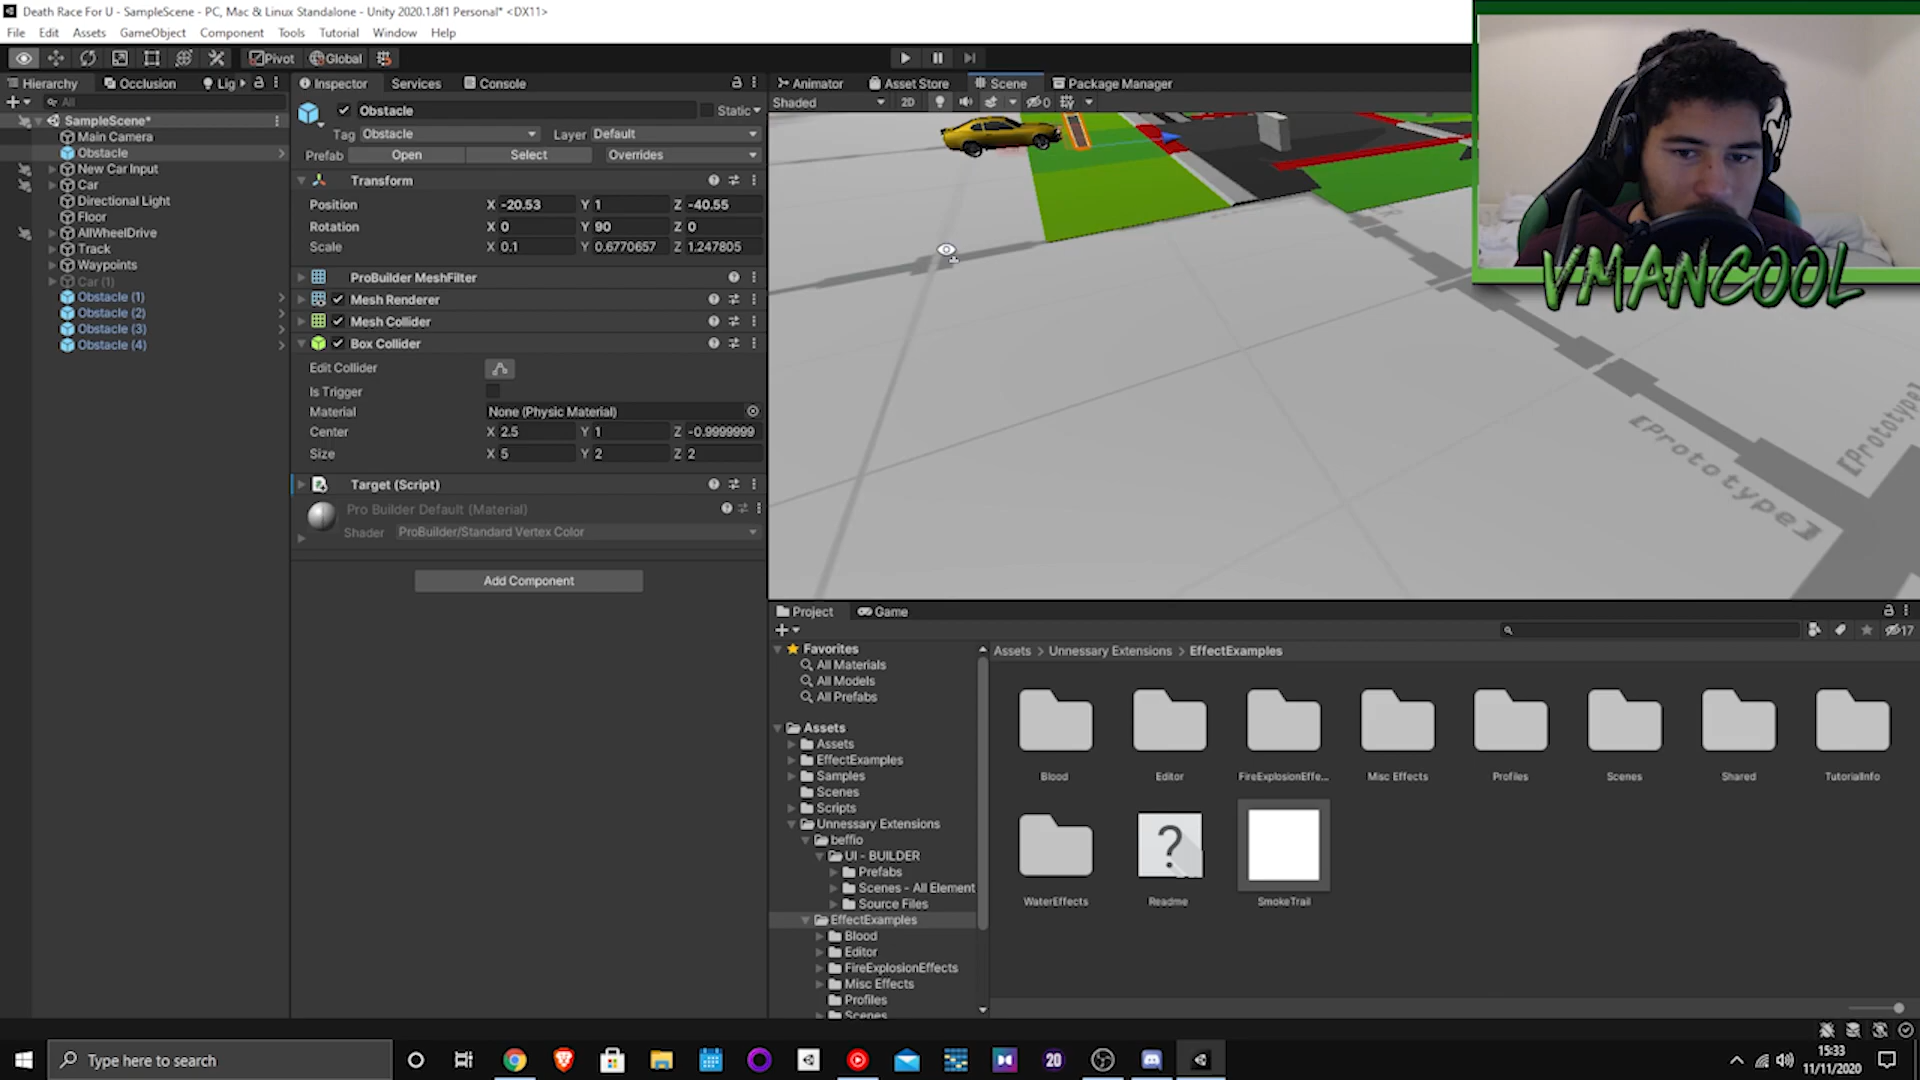 Death Race For U - SampleScene - PC, Mac & Linux Standalone - Unity 2020.1.8f1 Personal* <DX11>
File Edit Assets GameObject Component Tools Tutorial Window Help
Pivot Global
Hierarchy Occlusion Lig
Inspector Services Console
Animator Asset Store Scene Package Manager
All
Obstacle Static
Shaded 2D 0
SampleScene*
Main Camera
Obstacle
New Car Input
Car
Directional Light
Floor
AllWheelDrive
Track
Waypoints
Car (1)
Obstacle (1)
Obstacle (2)
Obstacle (3)
Obstacle (4)
Tag Obstacle Layer Default
Prefab Open Select Overrides
Transform
Position X -20.53 Y 1 Z -40.55
Rotation X 0 Y 90 Z 0
Scale X 0.1 Y 0.6770657 Z 1.247805
ProBuilder MeshFilter
Mesh Renderer
Mesh Collider
Box Collider
Edit Collider
Is Trigger
Material None (Physic Material)
Center X 2.5 Y 1 Z -0.9999999
Size X 5 Y 2 Z 2
Target (Script)
Pro Builder Default (Material)
Shader ProBuilder/Standard Vertex Color
Add Component
[Prototype]
[Prototype]
VMANCOOL
Project Game
17
Favorites
All Materials
All Models
All Prefabs
Assets
Assets
EffectExamples
Samples
Scenes
Scripts
Unnessary Extensions
beffio
UI - BUILDER
Prefabs
Scenes - All Element
Source Files
EffectExamples
Blood
Editor
FireExplosionEffects
Misc Effects
Profiles
Scenes
Assets > Unnessary Extensions > EffectExamples
Blood Editor FireExplosionEffe... Misc Effects Profiles Scenes Shared TutorialInfo
WaterEffects Readme SmokeTrail
Type here to search
20
15:33
11/11/2020